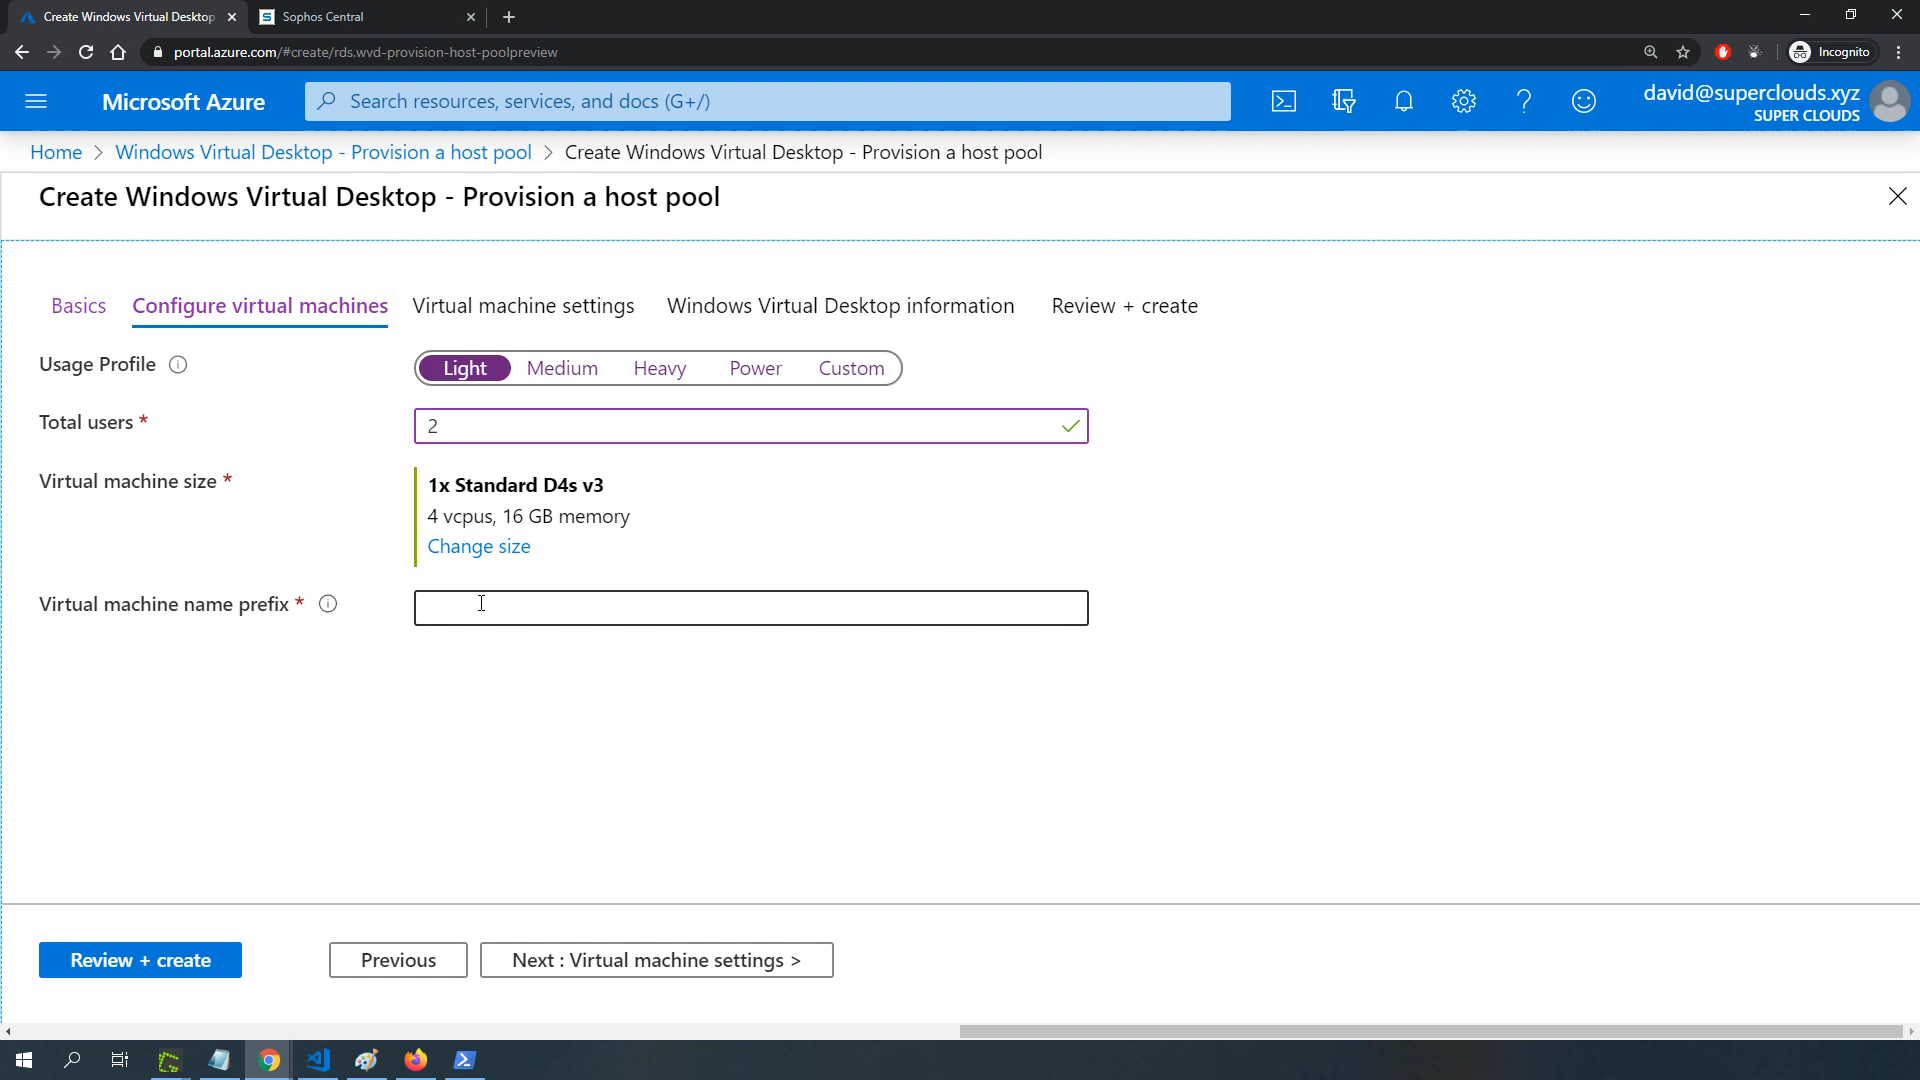 Create Windows Virtual Desktop
Sophos Central
portal.azure.com/#create/rds.wvd-provision-host-poolpreview
Incognito
Microsoft Azure
Search resources, services, and docs (G+/)
david@superclouds.xyz
SUPER CLOUDS
Home > Windows Virtual Desktop - Provision a host pool > Create Windows Virtual Desktop - Provision a host pool
Create Windows Virtual Desktop - Provision a host pool
Basics Configure virtual machines Virtual machine settings Windows Virtual Desktop information Review + create
Usage Profile
Light Medium Heavy Power Custom
Total users *
2
Virtual machine size *
1x Standard D4s v3
4 vcpus, 16 GB memory
Change size
Virtual machine name prefix *
Review + create
Previous
Next : Virtual machine settings >